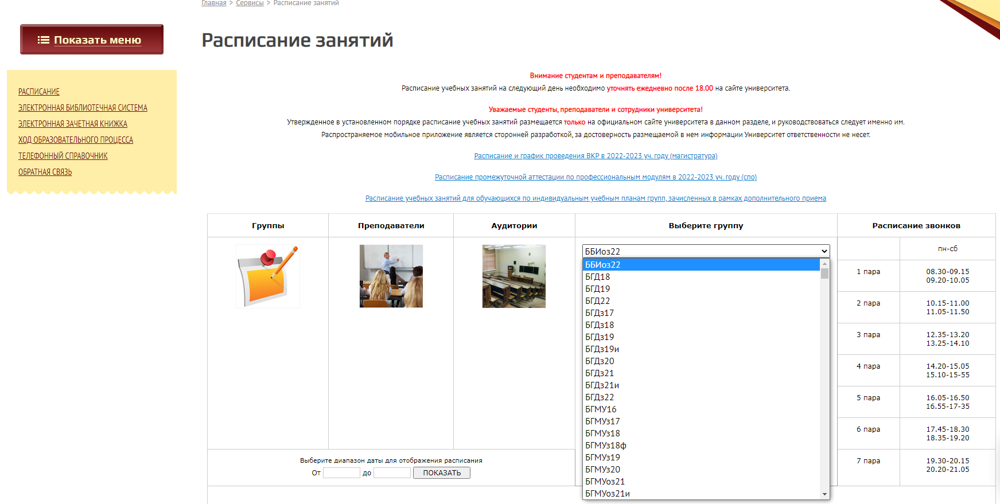 Главная > Сервисы > Расписание занятий
Показать меню
Расписание занятий
РАСПИСАНИЕ
ЭЛЕКТРОННАЯ БИБЛИОТЕЧНАЯ СИСТЕМА
ЭЛЕКТРОННАЯ ЗАЧЕТНАЯ КНИЖКА
ХОД ОБРАЗОВАТЕЛЬНОГО ПРОЦЕССА
ТЕЛЕФОННЫЙ СПРАВОЧНИК
ОБРАТНАЯ СВЯЗЬ
Внимание студентам и преподавателям!
Расписание учебных занятий на следующий день необходимо уточнять ежедневно после 18.00 на сайте университета.
Уважаемые студенты, преподаватели и сотрудники университета!
Утвержденное в установленном порядке расписание учебных занятий размещается только на официальном сайте университета в данном разделе, и руководствоваться следует именно им.
Распространяемое мобильное приложение является сторонней разработкой, за достоверность размещаемой в нем информации Университет ответственности не несет.
Расписание и график проведения ВКР в 2022-2023 уч. году (магистратура)
Расписание промежуточной аттестации по профессиональным модулям в 2022-2023 уч. году (спо)
Расписание учебных занятий для обучающихся по индивидуальным учебным планам групп, зачисленных в рамках дополнительного приема
Группы Преподаватели Аудитории Выберите группу Расписание звонков
ББИоз22
ББИоз22
БГД18
БГД19
БГД22
БГДз17
БГДз18
БГДз19
БГДз19и
БГДз20
БГДз21
БГДз21и
БГДз22
БГМУ16
БГМУз17
БГМУз18
БГМУз18ф
БГМУз19
БГМУз20
БГМУоз21
БГМУоз21и
пн-сб
1 пара 08.30-09.15
09.20-10.05
2 пара 10.15-11.00
11.05-11.50
3 пара 12.35-13.20
13.25-14.10
4 пара 14.20-15.05
15.10-15-55
5 пара 16.05-16.50
16.55-17-35
6 пара 17.45-18.30
18.35-19.20
7 пара 19.30-20.15
20.20-21.05
Выберите диапазон даты для отображения расписания
От до ПОКАЗАТЬ